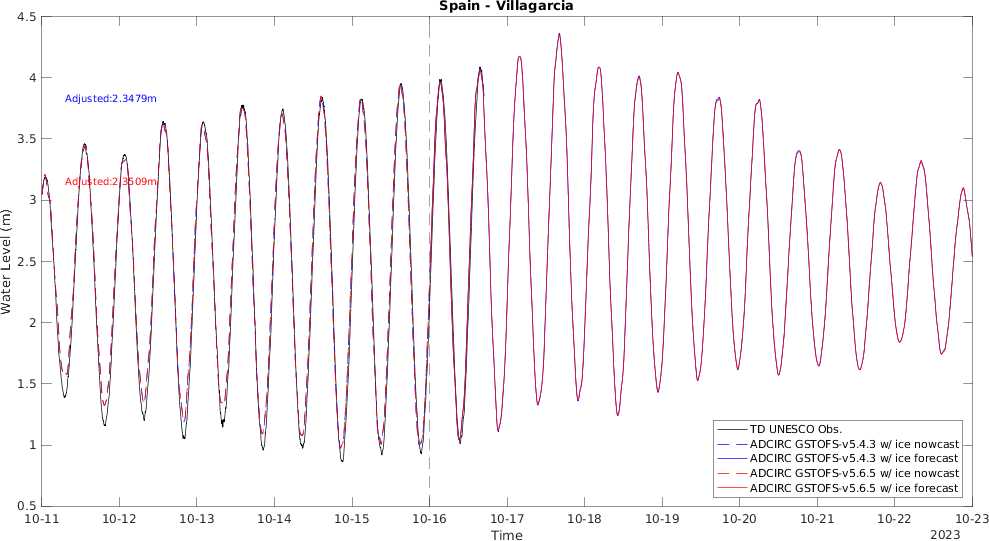 Spain - Villagarcia
4.5
4
3.5
3
2.5
2
1.5
1
0.5
Water Level (m)
Adjusted:2.3479m
Adjusted:2.3509m
TD UNESCO Obs.
ADCIRC GSTOFS-v5.4.3 w/ ice nowcast
ADCIRC GSTOFS-v5.4.3 w/ ice forecast
ADCIRC GSTOFS-v5.6.5 w/ ice nowcast
ADCIRC GSTOFS-v5.6.5 w/ ice forecast
10-11 10-12 10-13 10-14 10-15 10-16 10-17 10-18 10-19 10-20 10-21 10-22 10-23
Time
2023